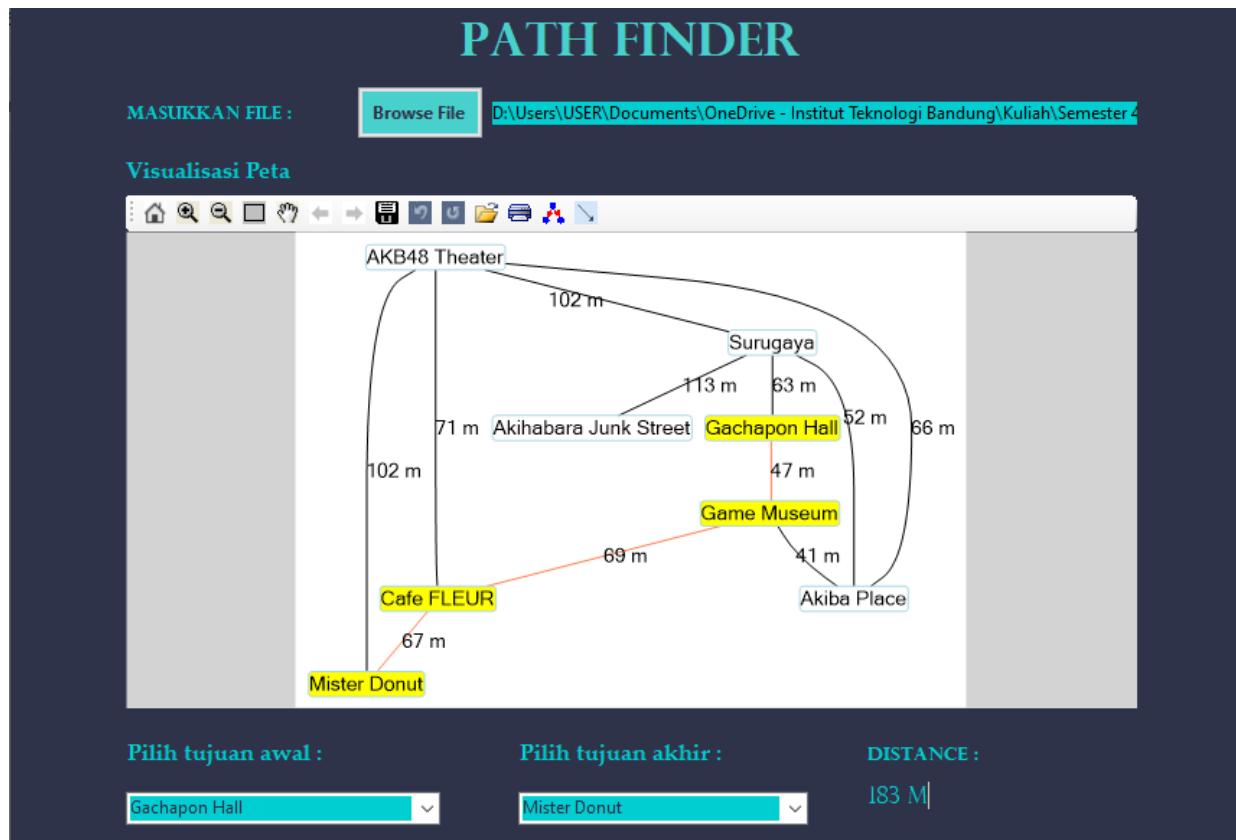 PATH FINDER
MASUKKAN FILE :
Browse File
D:\Users\USER\Documents\OneDrive - Institut Teknologi Bandung\Kuliah\Semester 4
Visualisasi Peta
AKB48 Theater
102 m
Surugaya
113 m
63 m
71 m
Akihabara Junk Street
Gachapon Hall
52 m
66 m
102 m
47 m
Game Museum
69 m
41 m
Cafe FLEUR
Akiba Place
67 m
Mister Donut
Pilih tujuan awal :
Pilih tujuan akhir :
DISTANCE :
Gachapon Hall
Mister Donut
183 M